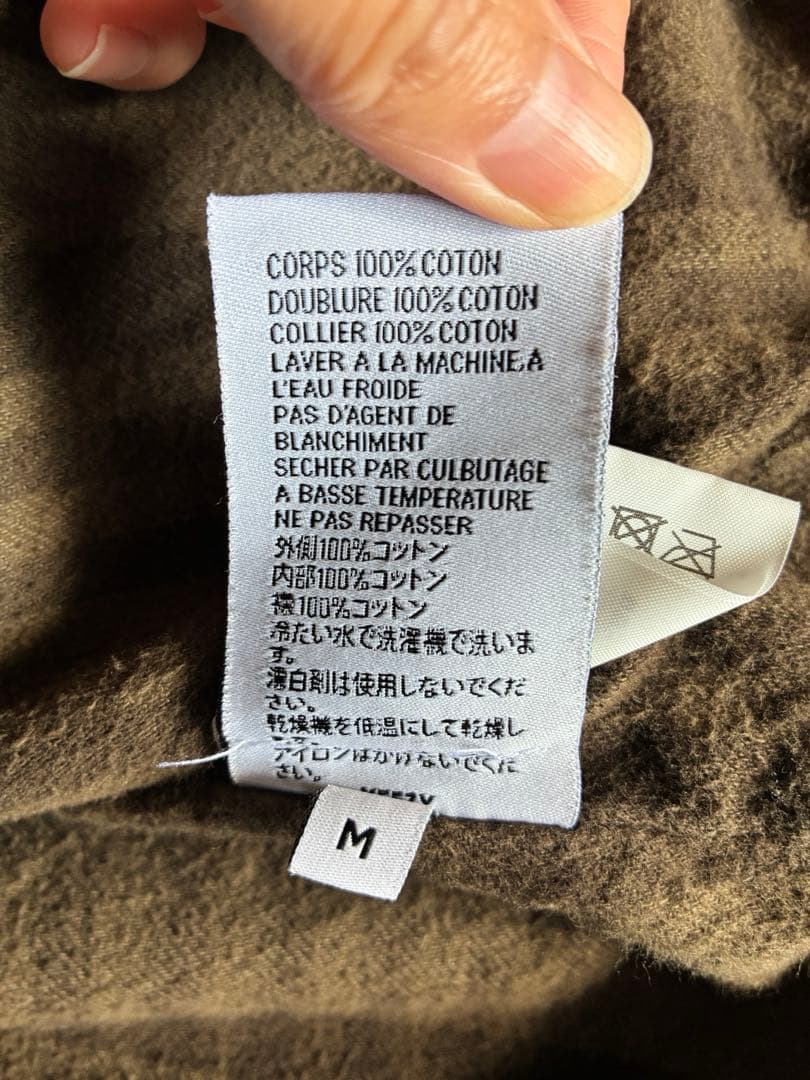 CORPS 100% COTON
DOUBLURE 100% COTON
COLLIER 100% COTON
LAVER A LA MACHINE,A
L'EAU FROIDE
PAS D'AGENT DE
BLANCHIMENT
SECHER PAR CULBUTAGE
A BASSE TEMPERATURE
NE PAS REPASSER
外側100%コットン
内部100%コットン
襟100%コットン
冷たい水で洗濯機で洗いま
す。
漂白剤は使用しないでくだ
さい。
乾燥機を低温にして乾燥し
アイロンはかけないでくだ
さい。
M